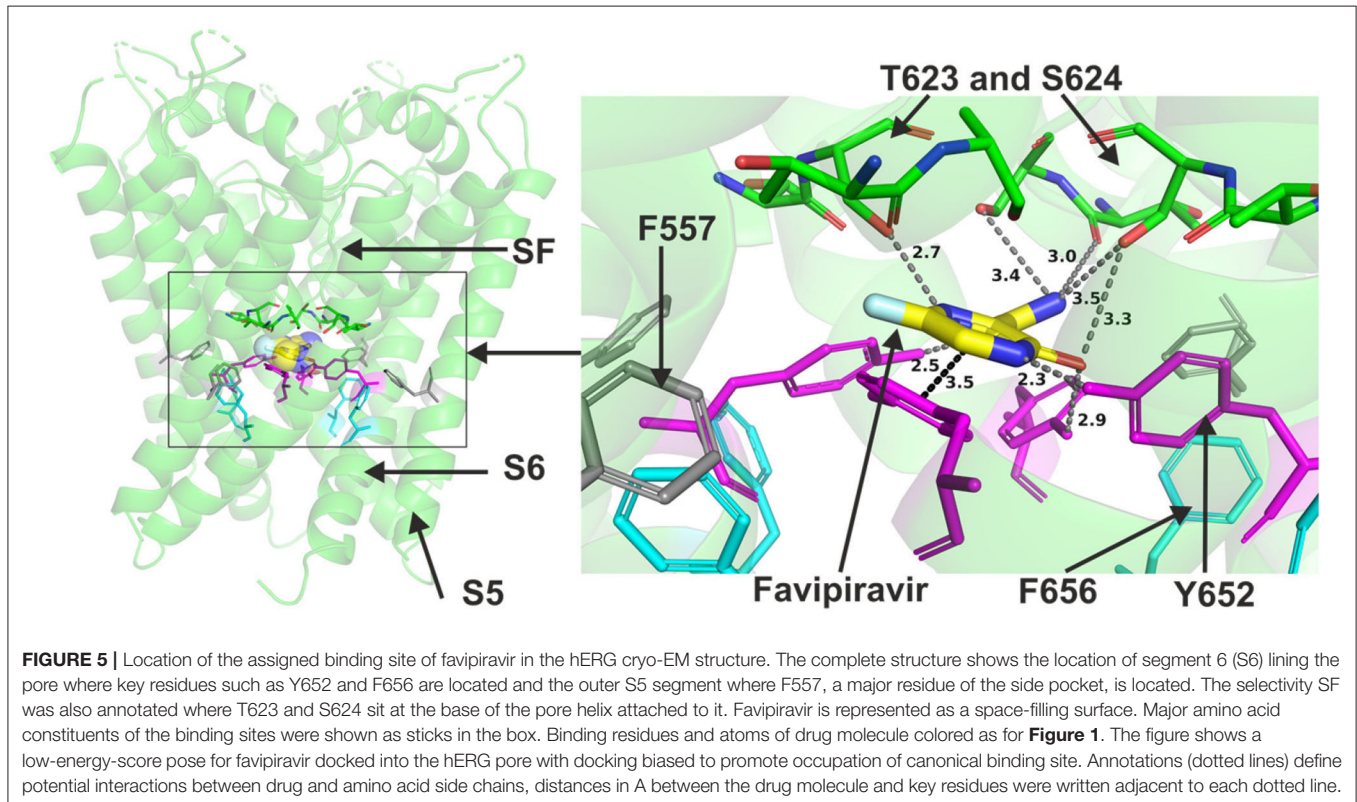 T623 and S624
F557
SF
2.7
3.0
3.4
3.5
3.3
2.5
3.5
2.3
2.9
S6
S5
Favipiravir
F656
Y652
FIGURE 5 | Location of the assigned binding site of favipiravir in the hERG cryo-EM structure. The complete structure shows the location of segment 6 (S6) lining the
pore where key residues such as Y652 and F656 are located and the outer S5 segment where F557, a major residue of the side pocket, is located. The selectivity SF
was also annotated where T623 and S624 sit at the base of the pore helix attached to it. Favipiravir is represented as a space-filling surface. Major amino acid
constituents of the binding sites were shown as sticks in the box. Binding residues and atoms of drug molecule colored as for Figure 1. The figure shows a
low-energy-score pose for favipiravir docked into the hERG pore with docking biased to promote occupation of canonical binding site. Annotations (dotted lines) define
potential interactions between drug and amino acid side chains, distances in A between the drug molecule and key residues were written adjacent to each dotted line.